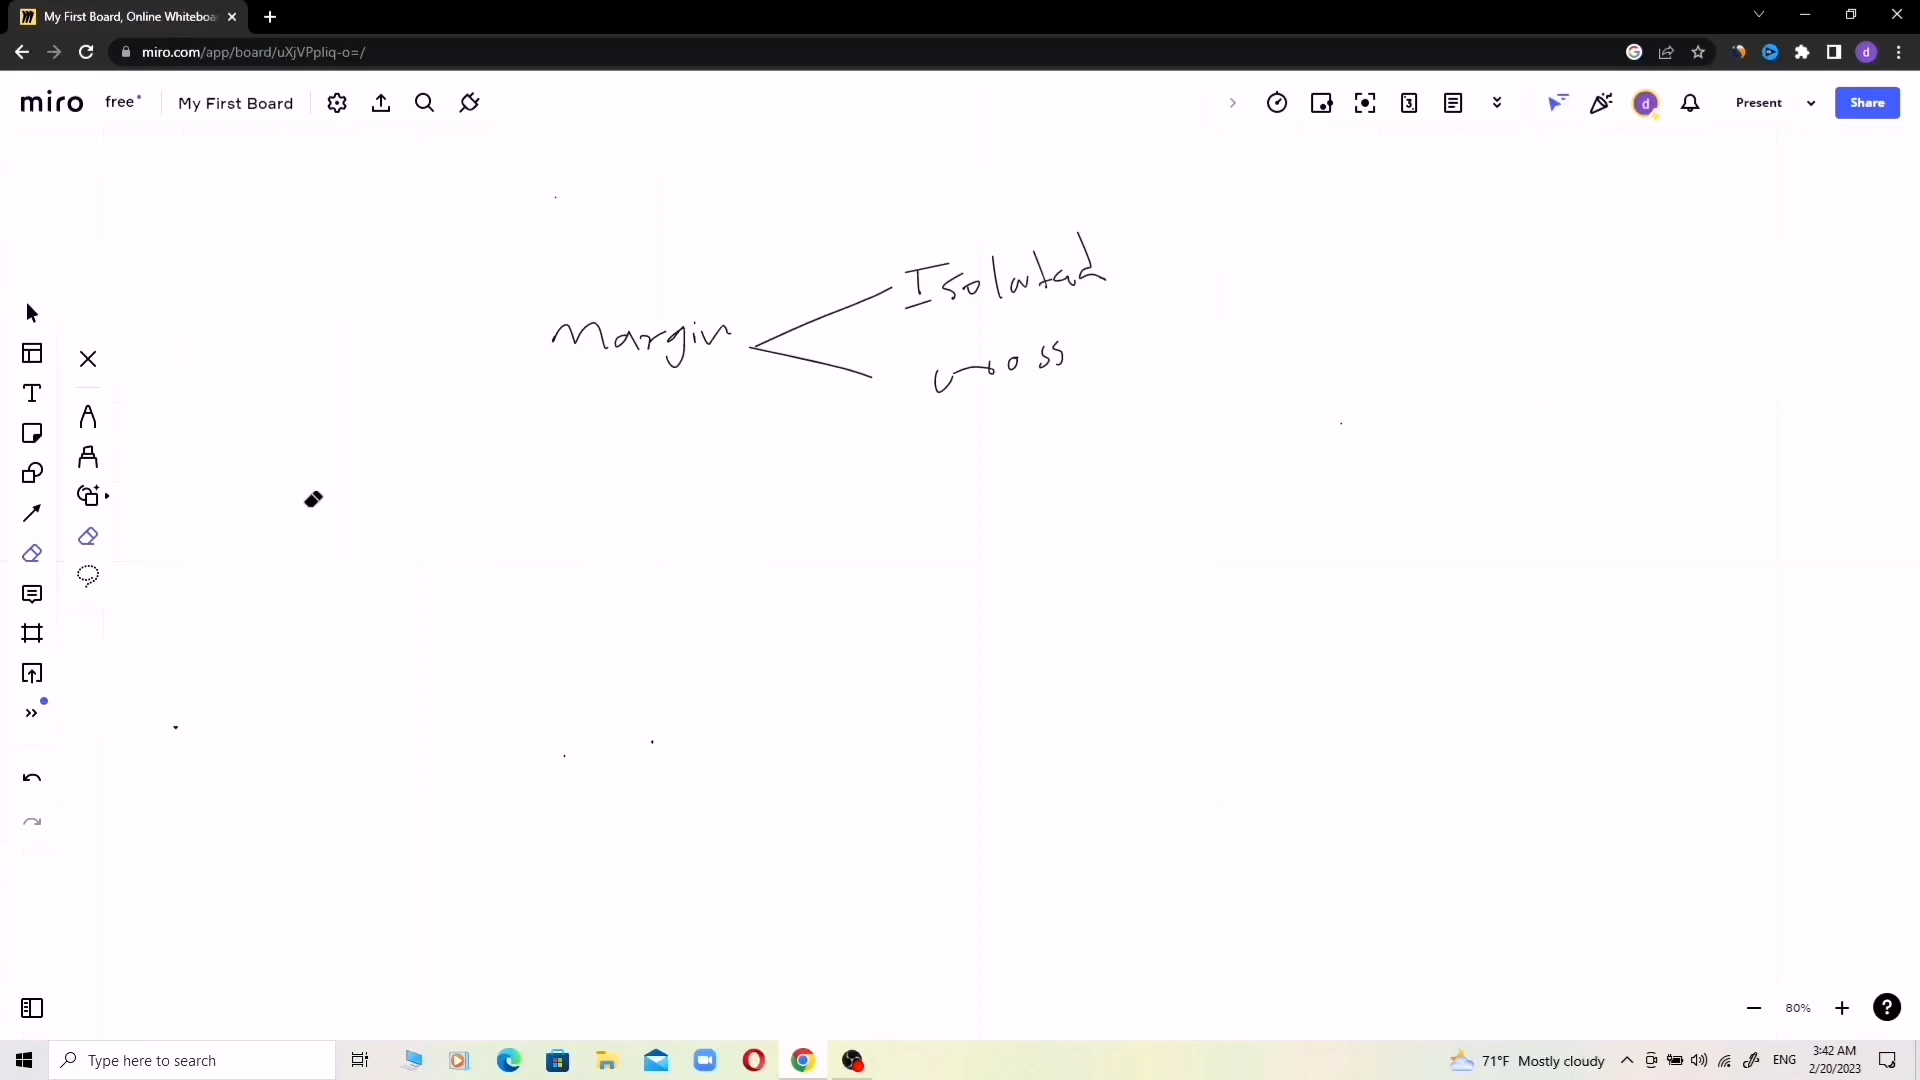 My First Board, Online Whiteboa
miro.com/app/board/uXjVPpliq-o=/
d
miro free My First Board
3
d
Present
Share
Isolated
Margin
cross
80%
?
Type here to search
71°F Mostly cloudy
ENG
3:42 AM
2/20/2023